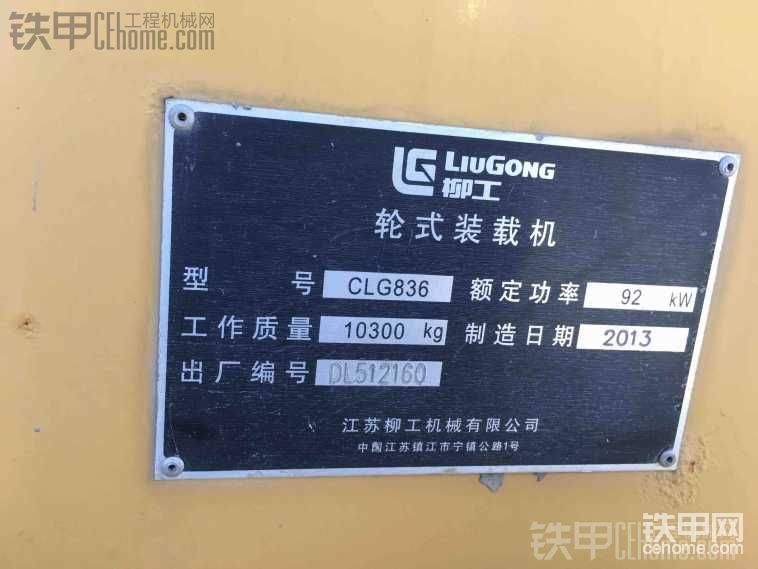 铁甲CEhome.com工程机械网
LG LIUGONG
柳工
轮式装载机
型号 CLG836 额定功率 92 kW
工作质量 10300 kg 制造日期 2013
出厂编号 DL512160
江苏柳工机械有限公司
中国江苏镇江市宁镇公路1号
铁甲CEhome.com
铁甲网
cehome.com